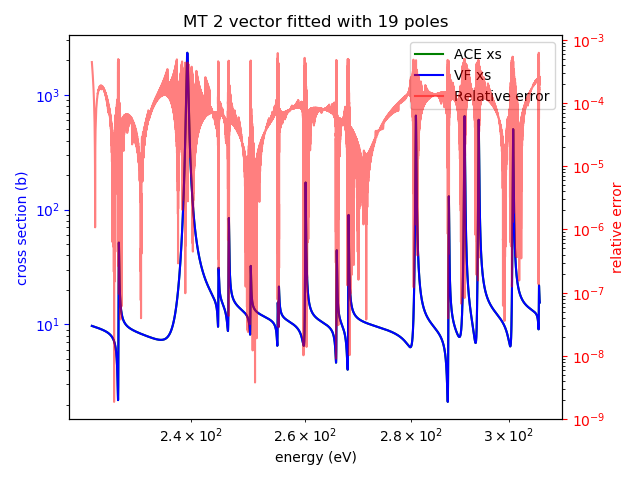 MT 2 vector fitted with 19 poles
ACE xs
VF xs
Relative error
cross section (b)
10³
10²
10¹
relative error
10⁻³
10⁻⁴
10⁻⁵
10⁻⁶
10⁻⁷
10⁻⁸
10⁻⁹
2.4 × 10² 2.6 × 10² 2.8 × 10² 3 × 10²
energy (eV)